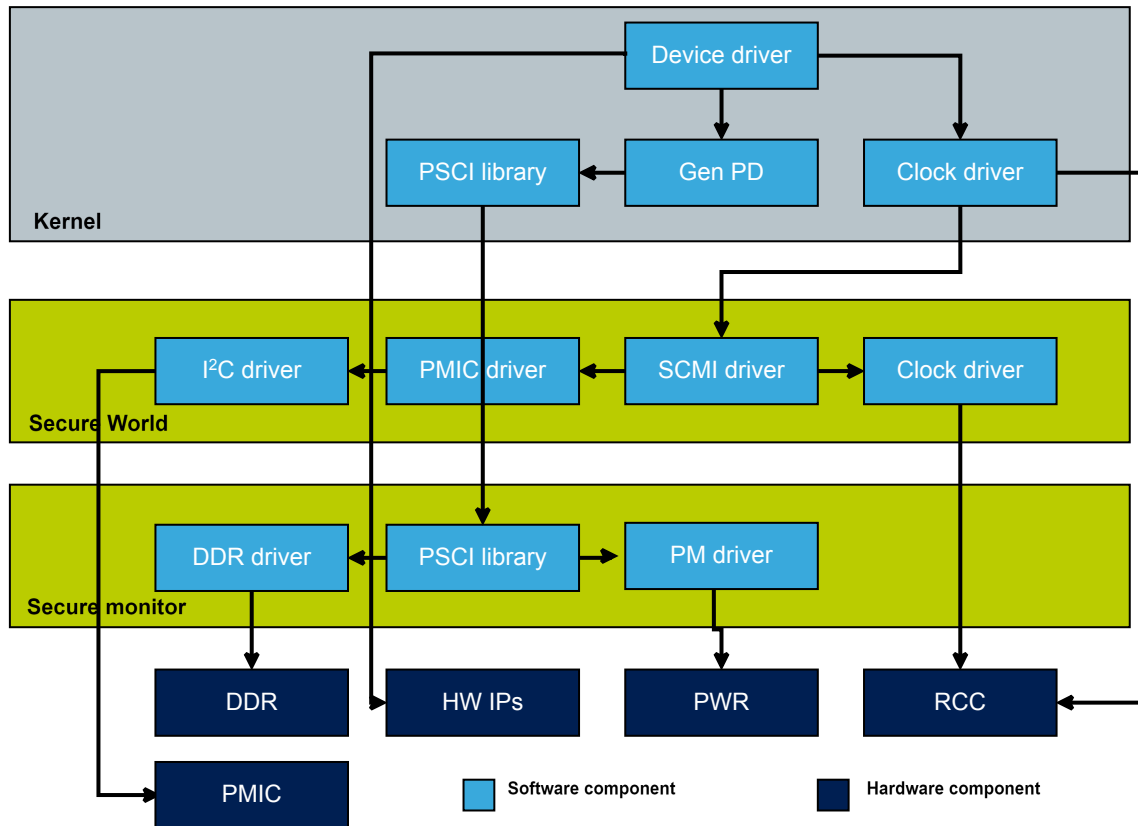 Device driver
PSCI library
Gen PD
Clock driver
Kernel
I²C driver
PMIC driver
SCMI driver
Clock driver
Secure World
DDR driver
PSCI library
PM driver
Secure monitor
DDR
HW IPs
PWR
RCC
PMIC
Software component
Hardware component